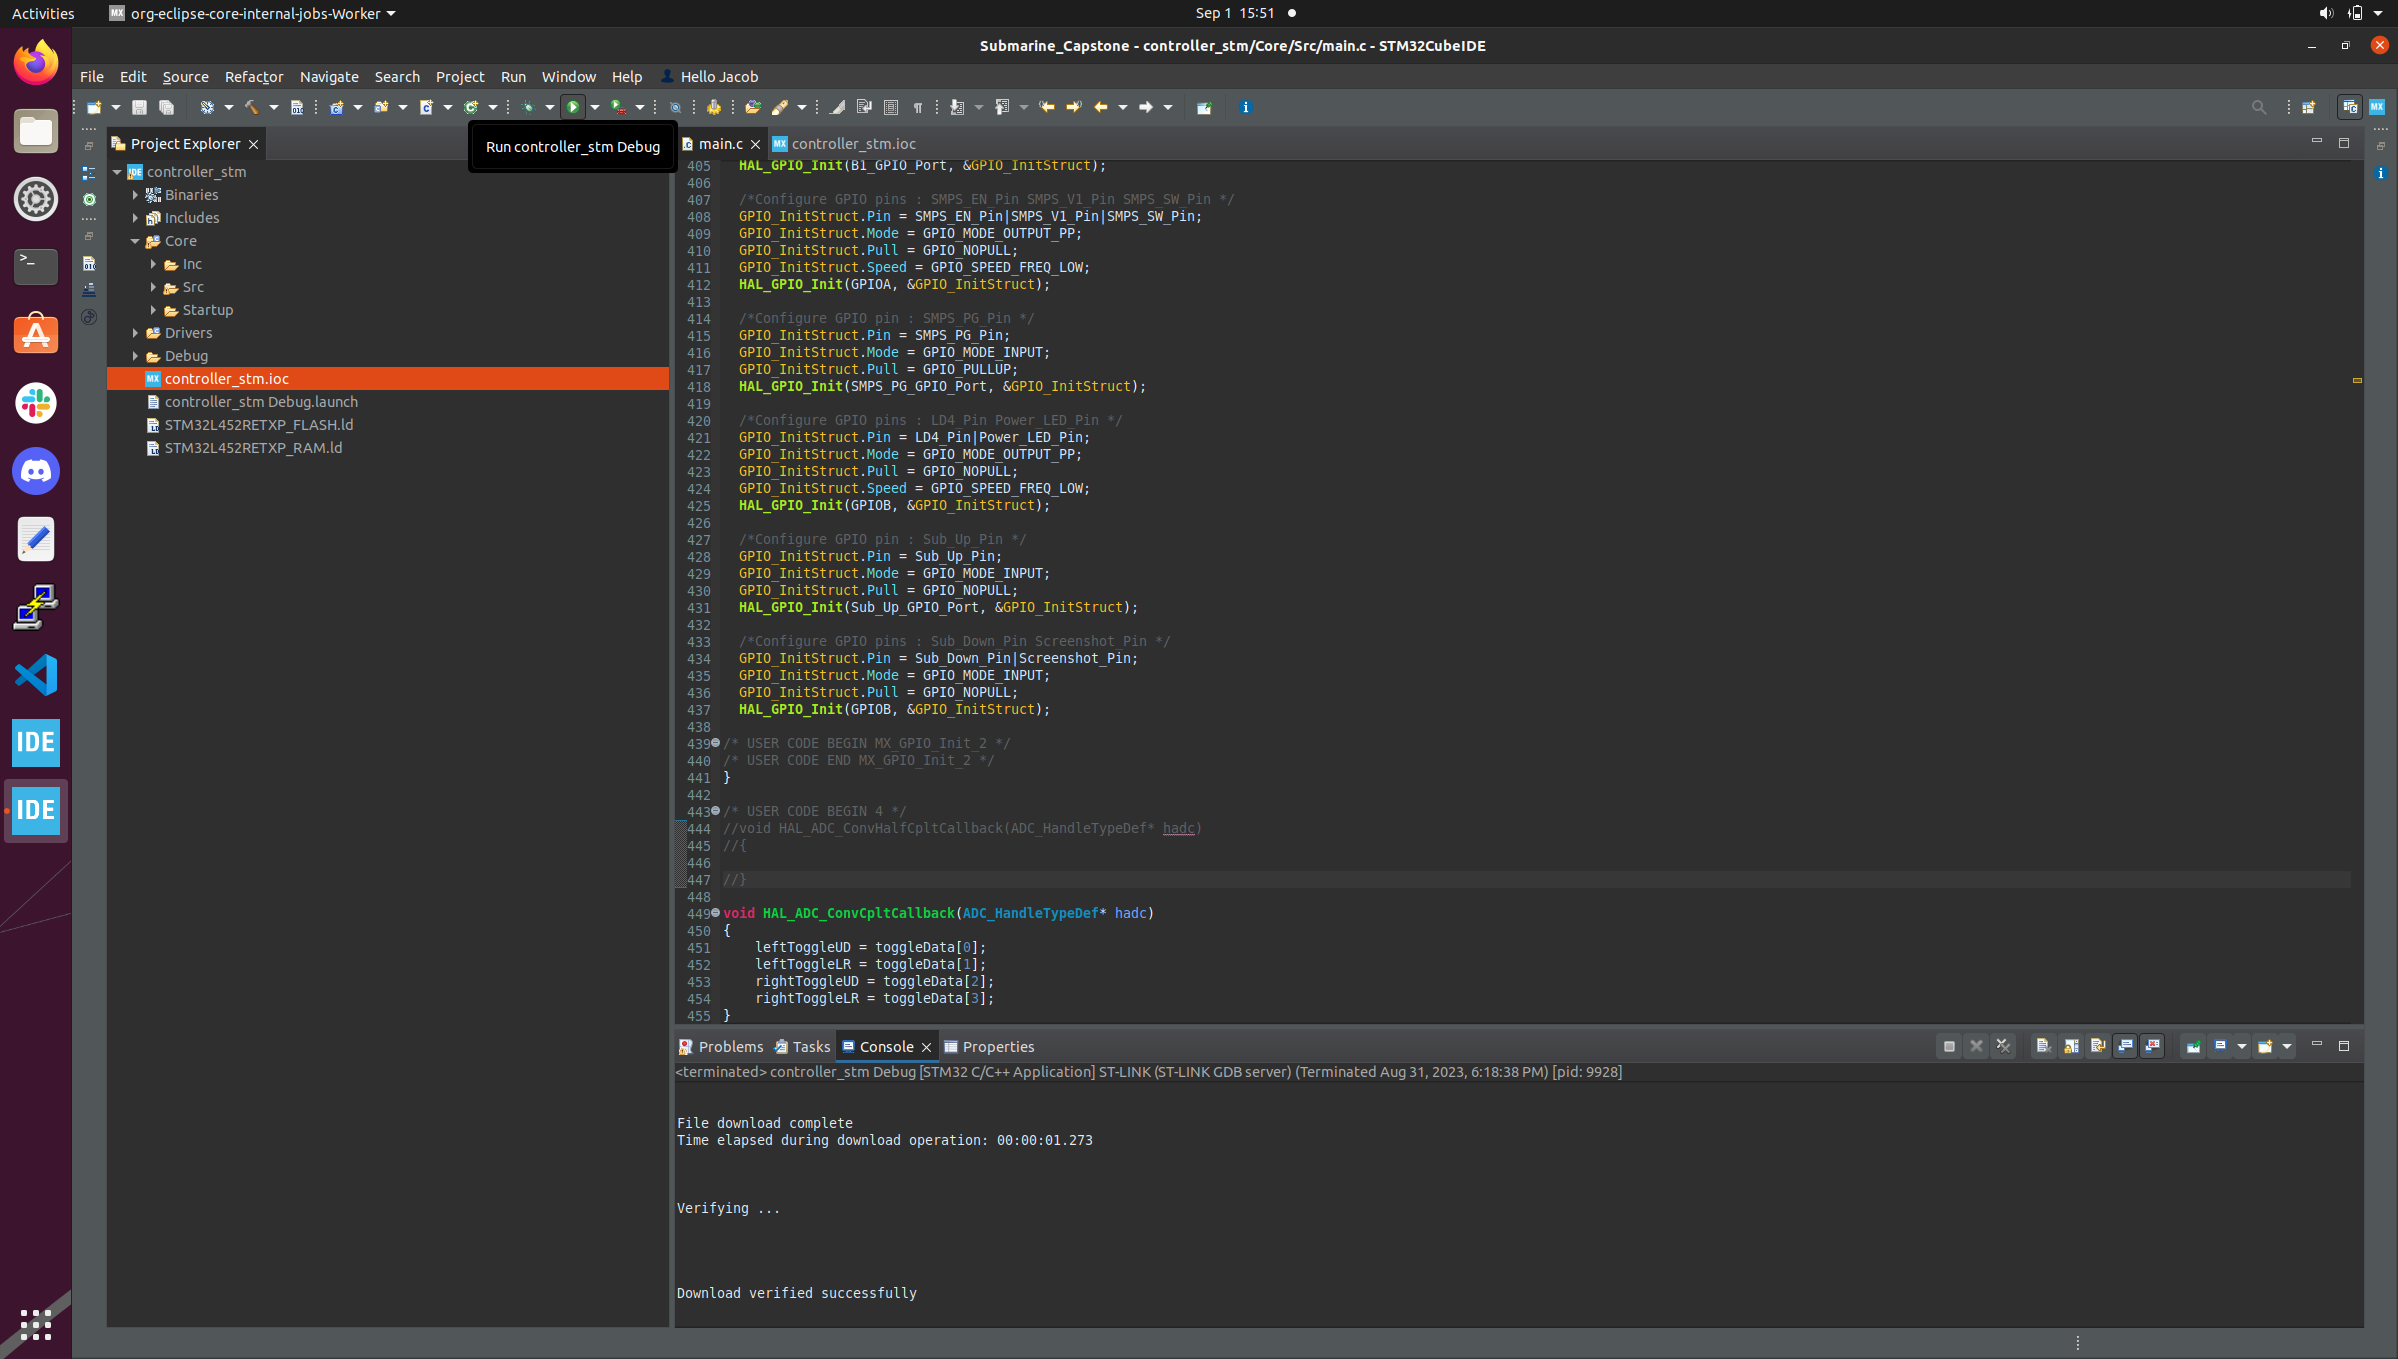 Activities
org-eclipse-core-internal-jobs-Worker
Sep 1 15:51
Submarine_Capstone - controller_stm/Core/Src/main.c - STM32CubeIDE
File Edit Source Refactor Navigate Search Project Run Window Help Hello Jacob
Project Explorer
Run controller_stm Debug
main.c
controller_stm.ioc
controller_stm
Binaries
Includes
Core
Inc
Src
Startup
Drivers
Debug
controller_stm.ioc
controller_stm Debug.launch
STM32L452RETXP_FLASH.ld
STM32L452RETXP_RAM.ld
IDE
IDE
405 HAL_GPIO_Init(B1_GPIO_Port, &GPIO_InitStruct);
406
407 /*Configure GPIO pins : SMPS_EN_Pin SMPS_V1_Pin SMPS_SW_Pin */
408 GPIO_InitStruct.Pin = SMPS_EN_Pin|SMPS_V1_Pin|SMPS_SW_Pin;
409 GPIO_InitStruct.Mode = GPIO_MODE_OUTPUT_PP;
410 GPIO_InitStruct.Pull = GPIO_NOPULL;
411 GPIO_InitStruct.Speed = GPIO_SPEED_FREQ_LOW;
412 HAL_GPIO_Init(GPIOA, &GPIO_InitStruct);
413
414 /*Configure GPIO pin : SMPS_PG_Pin */
415 GPIO_InitStruct.Pin = SMPS_PG_Pin;
416 GPIO_InitStruct.Mode = GPIO_MODE_INPUT;
417 GPIO_InitStruct.Pull = GPIO_PULLUP;
418 HAL_GPIO_Init(SMPS_PG_GPIO_Port, &GPIO_InitStruct);
419
420 /*Configure GPIO pins : LD4_Pin Power_LED_Pin */
421 GPIO_InitStruct.Pin = LD4_Pin|Power_LED_Pin;
422 GPIO_InitStruct.Mode = GPIO_MODE_OUTPUT_PP;
423 GPIO_InitStruct.Pull = GPIO_NOPULL;
424 GPIO_InitStruct.Speed = GPIO_SPEED_FREQ_LOW;
425 HAL_GPIO_Init(GPIOB, &GPIO_InitStruct);
426
427 /*Configure GPIO pin : Sub_Up_Pin */
428 GPIO_InitStruct.Pin = Sub_Up_Pin;
429 GPIO_InitStruct.Mode = GPIO_MODE_INPUT;
430 GPIO_InitStruct.Pull = GPIO_NOPULL;
431 HAL_GPIO_Init(Sub_Up_GPIO_Port, &GPIO_InitStruct);
432
433 /*Configure GPIO pins : Sub_Down_Pin Screenshot_Pin */
434 GPIO_InitStruct.Pin = Sub_Down_Pin|Screenshot_Pin;
435 GPIO_InitStruct.Mode = GPIO_MODE_INPUT;
436 GPIO_InitStruct.Pull = GPIO_NOPULL;
437 HAL_GPIO_Init(GPIOB, &GPIO_InitStruct);
438
439 /* USER CODE BEGIN MX_GPIO_Init_2 */
440 /* USER CODE END MX_GPIO_Init_2 */
441 }
442
443 /* USER CODE BEGIN 4 */
444 //void HAL_ADC_ConvHalfCpltCallback(ADC_HandleTypeDef* hadc)
445 //{
446
447 //}
448
449 void HAL_ADC_ConvCpltCallback(ADC_HandleTypeDef* hadc)
450 {
451 leftToggleUD = toggleData[0];
452 leftToggleLR = toggleData[1];
453 rightToggleUD = toggleData[2];
454 rightToggleLR = toggleData[3];
455 }
Problems Tasks Console Properties
<terminated> controller_stm Debug [STM32 C/C++ Application] ST-LINK (ST-LINK GDB server) (Terminated Aug 31, 2023, 6:18:38 PM) [pid: 9928]
File download complete
Time elapsed during download operation: 00:00:01.273
Verifying ...
Download verified successfully